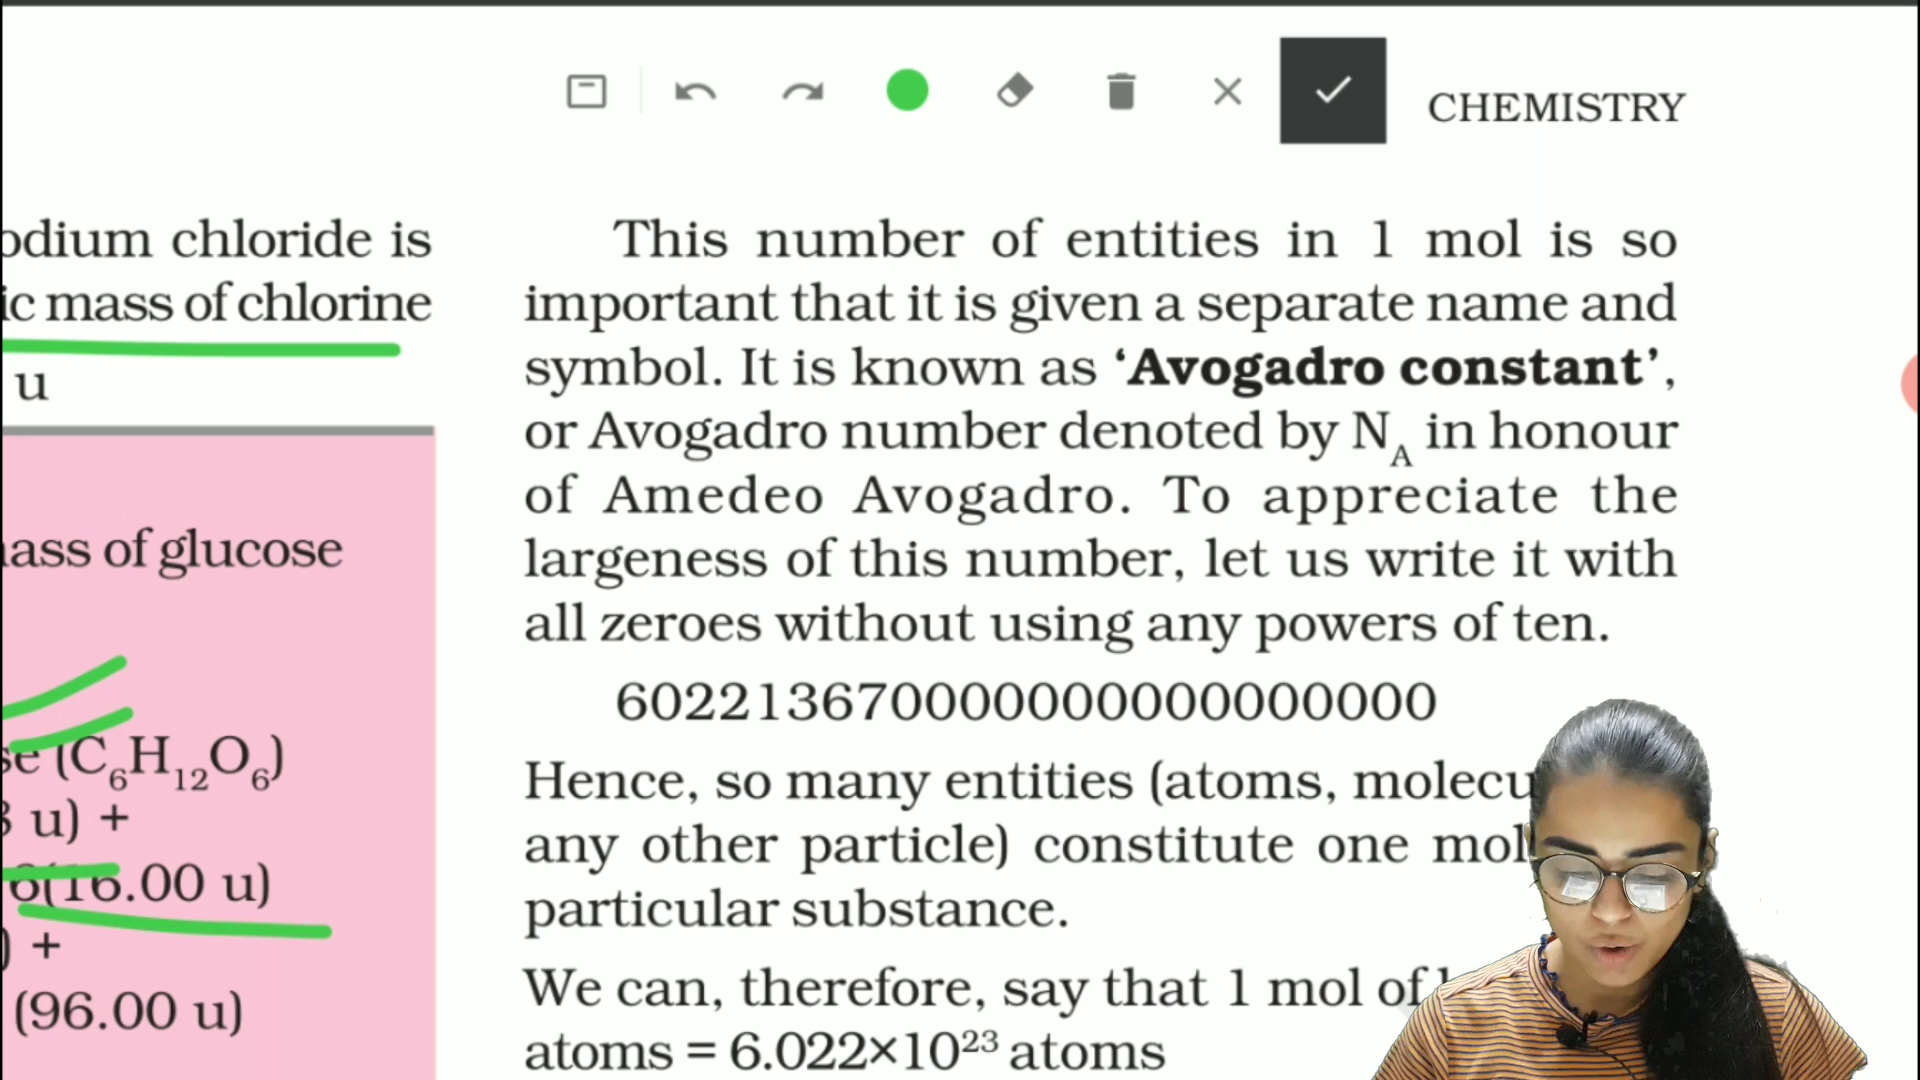 CHEMISTRY
odium chloride is
ic mass of chlorine
u
ass of glucose
se (C₆H₁₂O₆)
u) +
6(16.00 u)
) +
(96.00 u)
This number of entities in 1 mol is so
important that it is given a separate name and
symbol. It is known as ‘Avogadro constant’,
or Avogadro number denoted by N_A in honour
of Amedeo Avogadro. To appreciate the
largeness of this number, let us write it with
all zeroes without using any powers of ten.
602213670000000000000000
Hence, so many entities (atoms, molecu
any other particle) constitute one mol
particular substance.
We can, therefore, say that 1 mol of
atoms = 6.022×10²³ atoms